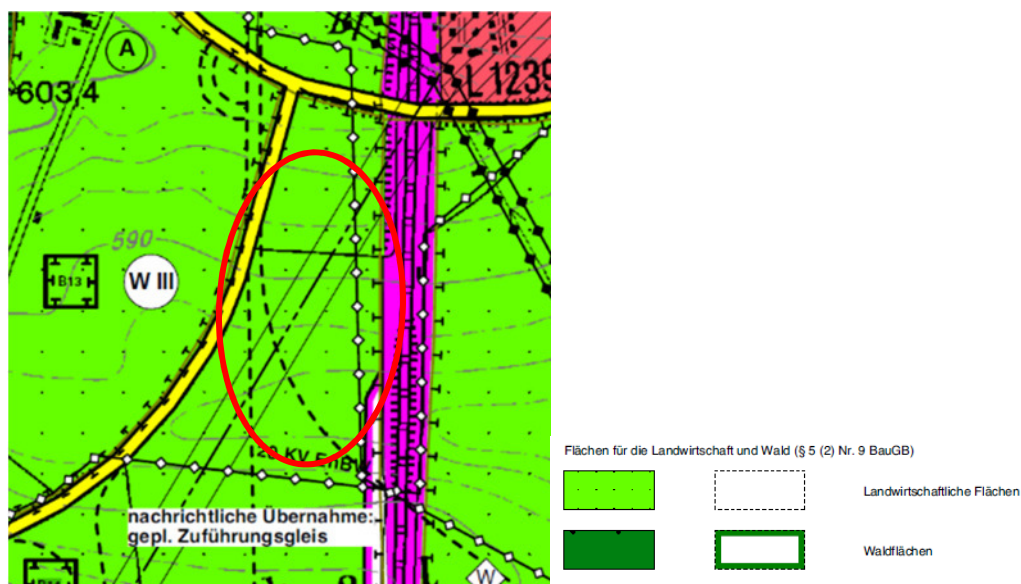 A
L 1239
603,4
590
B13
W III
20 KV EnB
nachrichtliche Übernahme:
gepl. Zuführungsgleis
W
Flächen für die Landwirtschaft und Wald (§ 5 (2) Nr. 9 BauGB)
Landwirtschaftliche Flächen
Waldflächen